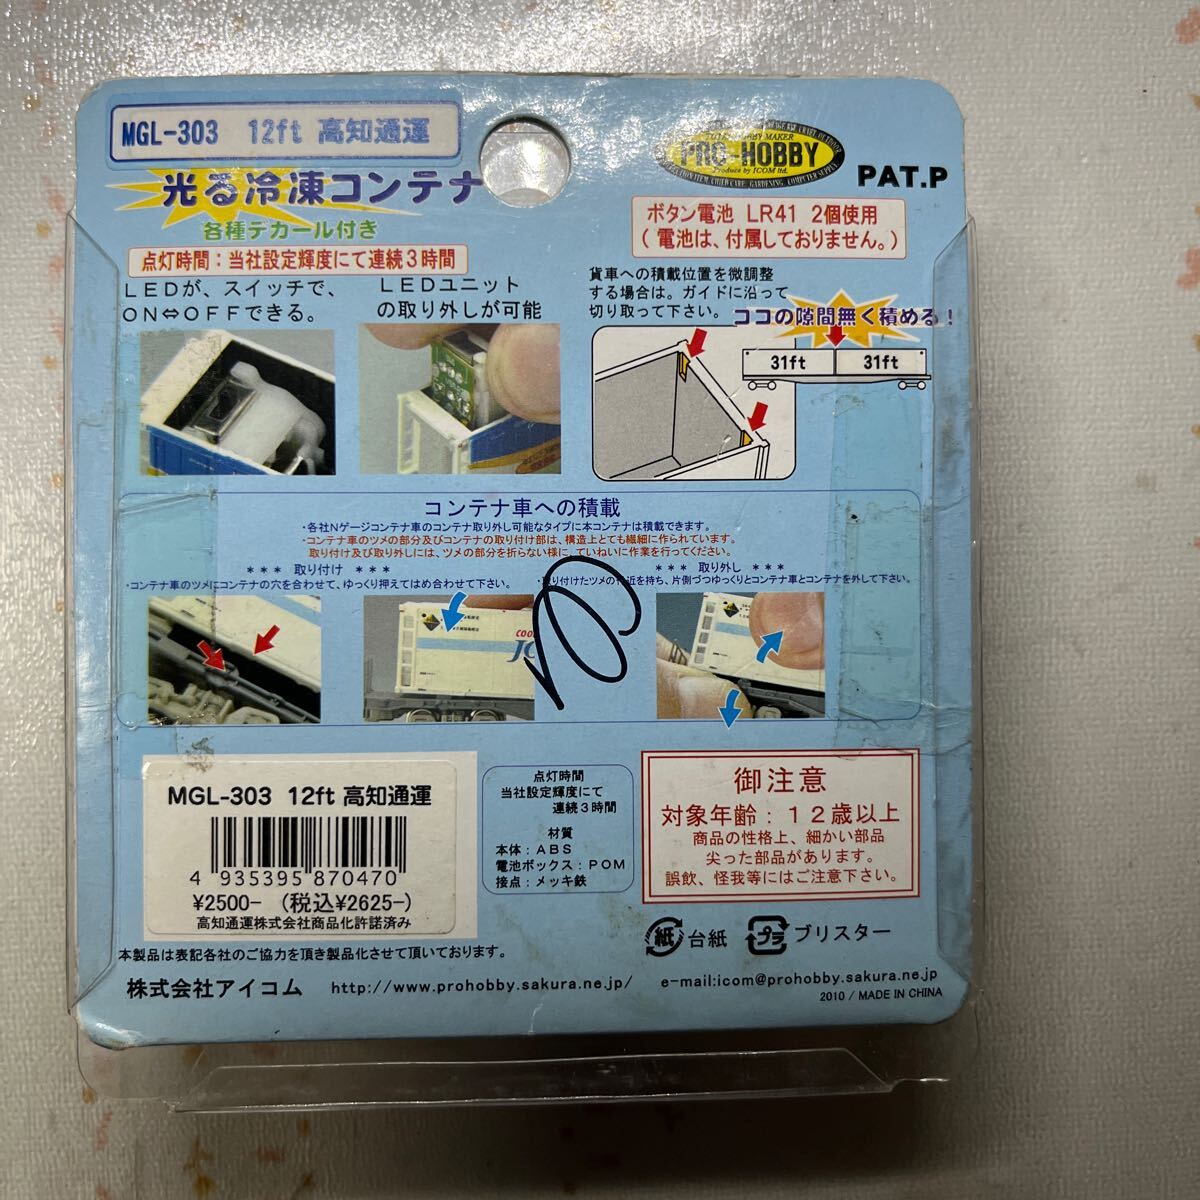 MGL-303 12ft 高知通運
光る冷凍コンテナ
各種デカール付き
点灯時間：当社設定輝度にて連続３時間
PRO-HOBBY
Produce by ICOM ltd.
PAT.P
ボタン電池 LR41 2個使用
( 電池は、付属しておりません。)
ＬＥＤが、スイッチで、
ＯＮ⇔ＯＦＦできる。
ＬＥＤユニット
の取り外しが可能
貨車への積載位置を微調整
する場合は。ガイドに沿って
切り取って下さい。
ココの隙間無く積める！
31ft 31ft
コンテナ車への積載
・各社Nゲージコンテナ車のコンテナ取り外し可能なタイプに本コンテナは積載できます。
・コンテナ車のツメの部分及びコンテナの取り付け部は、構造上とても繊細に作られています。
取り付け及び取り外しには、ツメの部分を折らない様に、ていねいに作業を行ってください。
＊＊＊ 取り付け ＊＊＊
・コンテナ車のツメにコンテナの穴を合わせて、ゆっくり押えてはめ合わせて下さい。
＊＊＊ 取り外し ＊＊＊
・取り付けたツメの付近を持ち、片側づつゆっくりとコンテナ車とコンテナを外して下さい。
MGL-303 12ft 高知通運
4 935395 870470
¥2500- (税込¥2625-)
高知通運株式会社商品化許諾済み
点灯時間
当社設定輝度にて
連続３時間
材質
本体：ＡＢＳ
電池ボックス：ＰＯＭ
接点：メッキ鉄
御注意
対象年齢：１２歳以上
商品の性格上、細かい部品
尖った部品があります。
誤飲、怪我等にはご注意下さい。
紙 台紙 プラ ブリスター
本製品は表記各社のご協力を頂き製品化させて頂いております。
株式会社アイコム http://www.prohobby.sakura.ne.jp/ e-mail:icom@prohobby.sakura.ne.jp
2010 / MADE IN CHINA